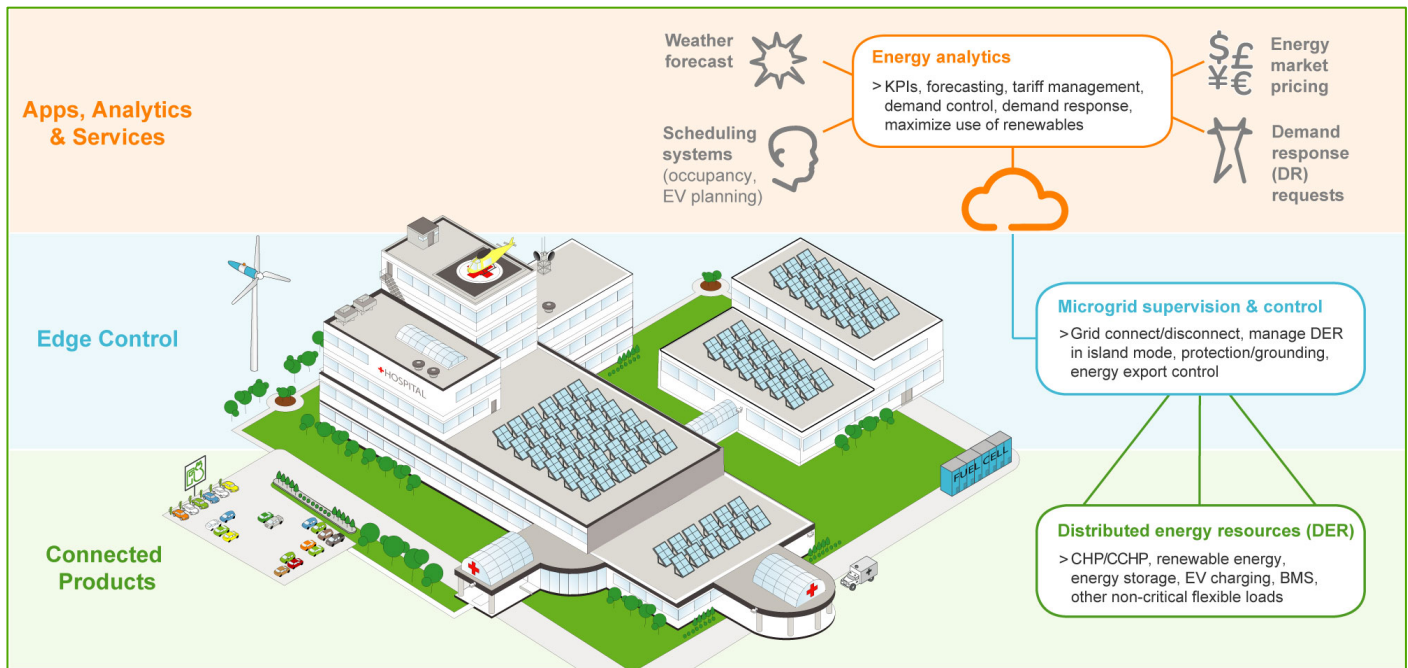 Apps, Analytics
& Services
Weather
forecast
Scheduling
systems
(occupancy,
EV planning)
Energy analytics
> KPIs, forecasting, tariff management,
demand control, demand response,
maximize use of renewables
$£
¥€
Energy
market
pricing
Demand
response
(DR)
requests
Edge Control
HOSPITAL
Microgrid supervision & control
> Grid connect/disconnect, manage DER
in island mode, protection/grounding,
energy export control
FUEL CELL
Connected
Products
Distributed energy resources (DER)
> CHP/CCHP, renewable energy,
energy storage, EV charging, BMS,
other non-critical flexible loads